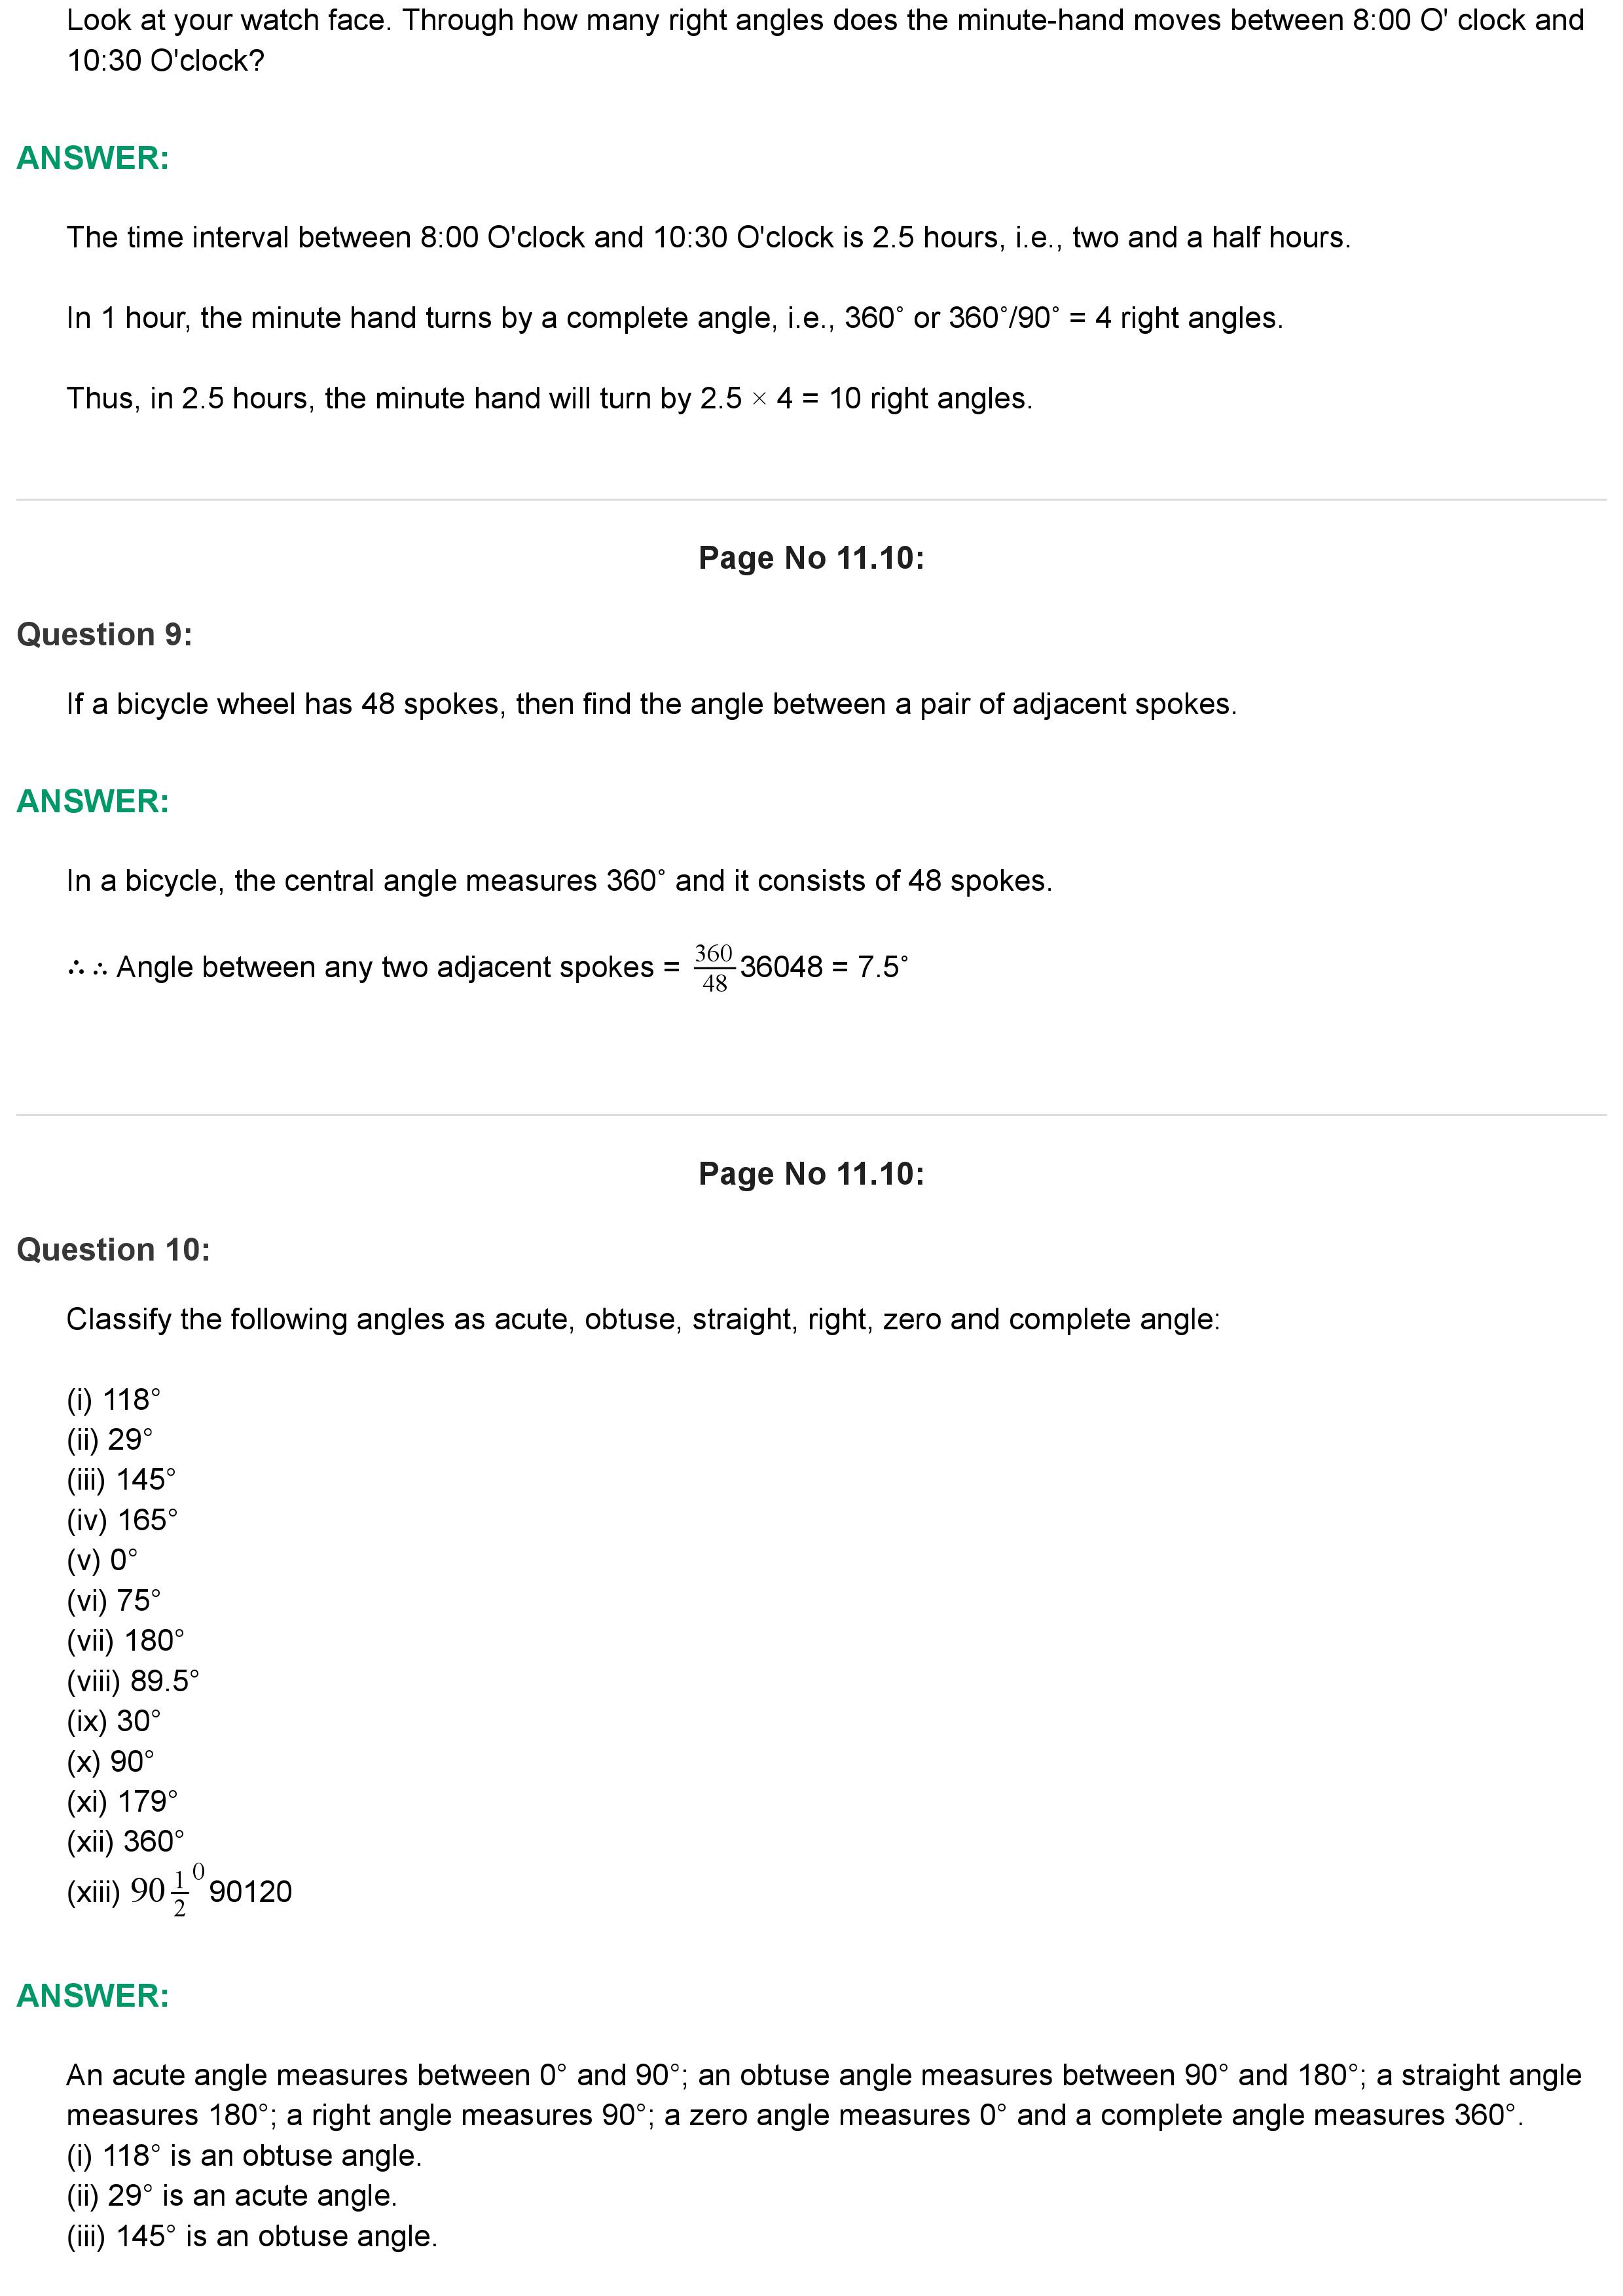 Look at your watch face. Through how many right angles does the minute-hand moves between 8:00 O' clock and
10:30 O'clock?
ANSWER:
The time interval between 8:00 O'clock and 10:30 O'clock is 2.5 hours, i.e., two and a half hours.
In 1 hour, the minute hand turns by a complete angle, i.e., 360° or 360°/90° = 4 right angles.
Thus, in 2.5 hours, the minute hand will turn by 2.5 × 4 = 10 right angles.
Page No 11.10:
Question 9:
If a bicycle wheel has 48 spokes, then find the angle between a pair of adjacent spokes.
ANSWER:
In a bicycle, the central angle measures 360° and it consists of 48 spokes.
∴ ∴ Angle between any two adjacent spokes = 360/48 36048 = 7.5°
Page No 11.10:
Question 10:
Classify the following angles as acute, obtuse, straight, right, zero and complete angle:
(i) 118°
(ii) 29°
(iii) 145°
(iv) 165°
(v) 0°
(vi) 75°
(vii) 180°
(viii) 89.5°
(ix) 30°
(x) 90°
(xi) 179°
(xii) 360°
(xiii) 90 1/2 ⁰ 90120
ANSWER:
An acute angle measures between 0° and 90°; an obtuse angle measures between 90° and 180°; a straight angle
measures 180°; a right angle measures 90°; a zero angle measures 0° and a complete angle measures 360°.
(i) 118° is an obtuse angle.
(ii) 29° is an acute angle.
(iii) 145° is an obtuse angle.